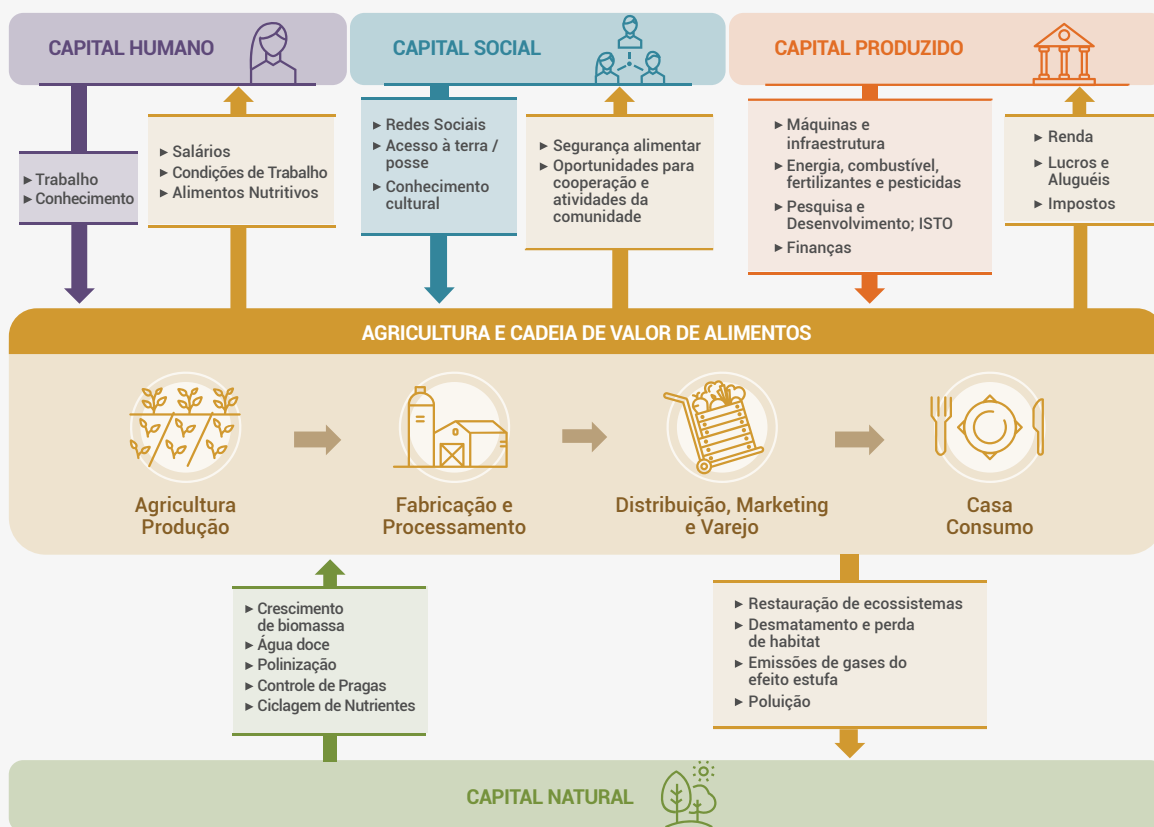 CAPITAL HUMANO
CAPITAL SOCIAL
CAPITAL PRODUZIDO
▸ Trabalho
▸ Conhecimento
▸ Salários
▸ Condições de Trabalho
▸ Alimentos Nutritivos
▸ Redes Sociais
▸ Acesso à terra /
posse
▸ Conhecimento
cultural
▸ Segurança alimentar
▸ Oportunidades para
cooperação e
atividades da
comunidade
▸ Máquinas e
infraestrutura
▸ Energia, combustível,
fertilizantes e pesticidas
▸ Pesquisa e
Desenvolvimento; ISTO
▸ Finanças
▸ Renda
▸ Lucros e
Aluguéis
▸ Impostos
AGRICULTURA E CADEIA DE VALOR DE ALIMENTOS
Agricultura
Produção
Fabricação e
Processamento
Distribuição, Marketing
e Varejo
Casa
Consumo
▸ Crescimento
de biomassa
▸ Água doce
▸ Polinização
▸ Controle de Pragas
▸ Ciclagem de Nutrientes
▸ Restauração de ecossistemas
▸ Desmatamento e perda
de habitat
▸ Emissões de gases do
efeito estufa
▸ Poluição
CAPITAL NATURAL